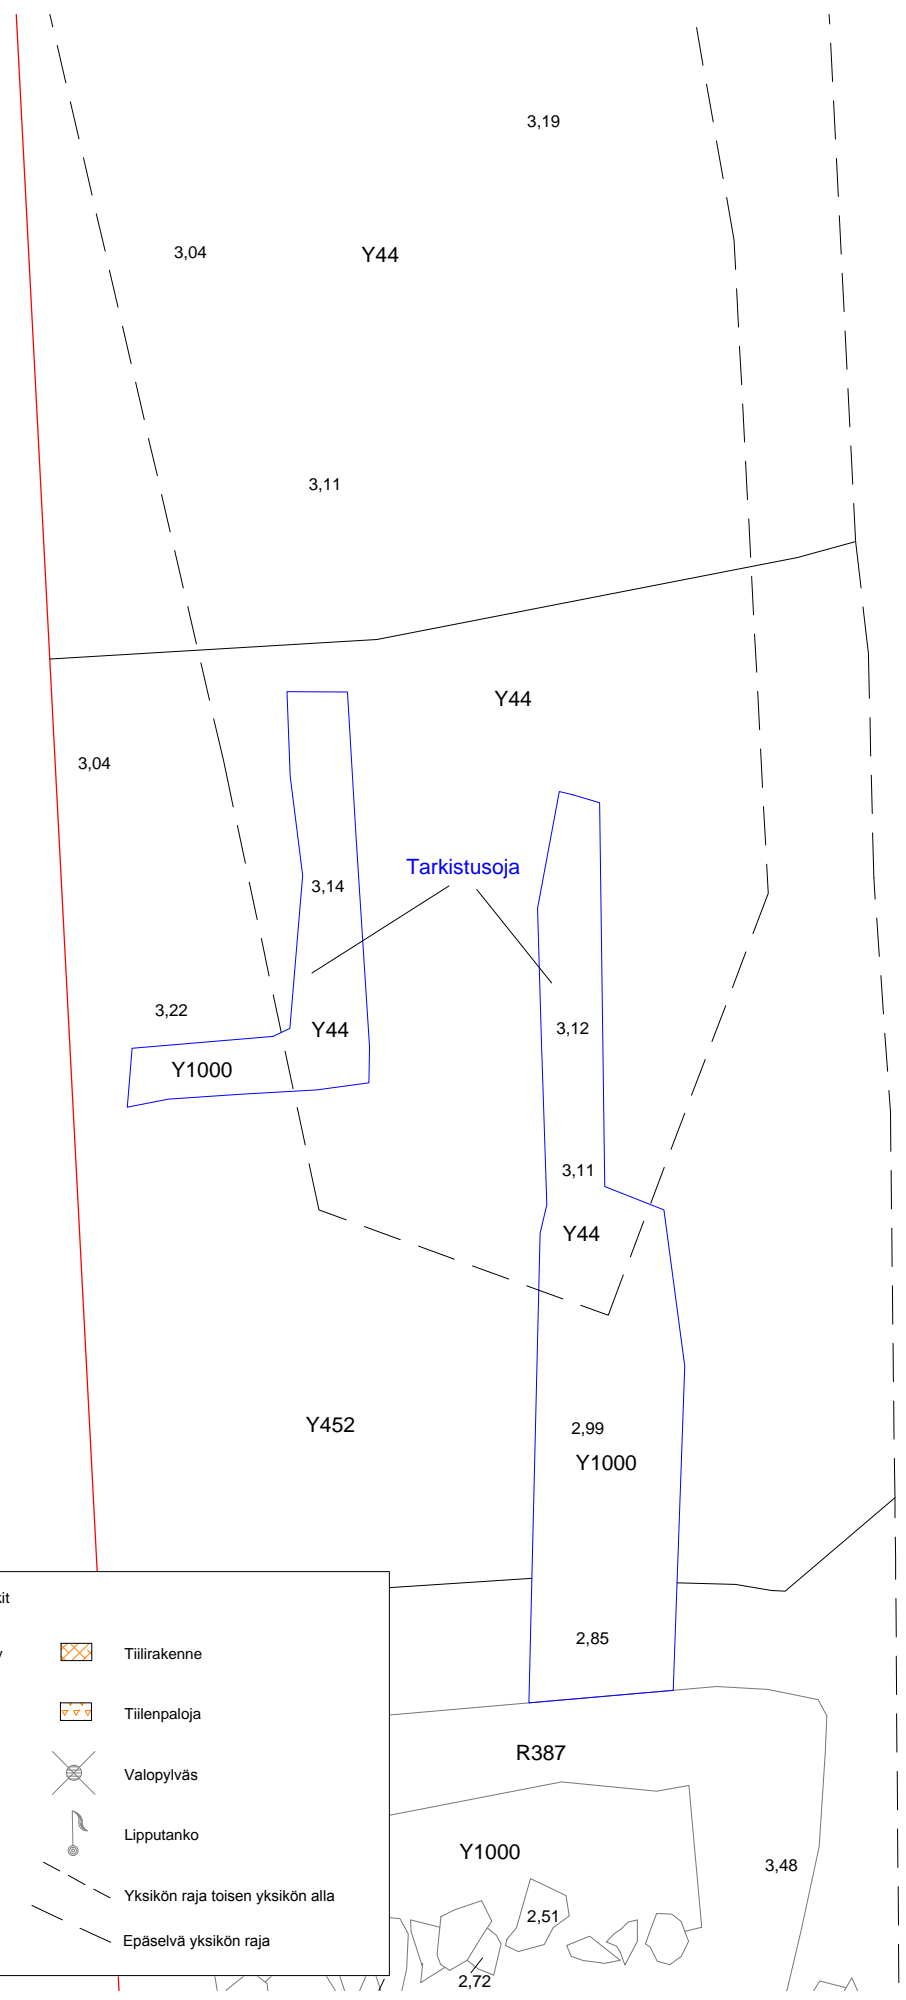 3,19
3,04
Y44
3,11
Y44
3,04
Tarkistusoja
3,14
3,22
Y44
3,12
Y1000
3,11
Y44
Y452
2,99
Y1000
2,85
Tiilirakenne
Tiilenpaloja
R387
Valopylväs
Lipputanko
Y1000
3,48
Yksikön raja toisen yksikön alla
2,51
Epäselvä yksikön raja
2,72